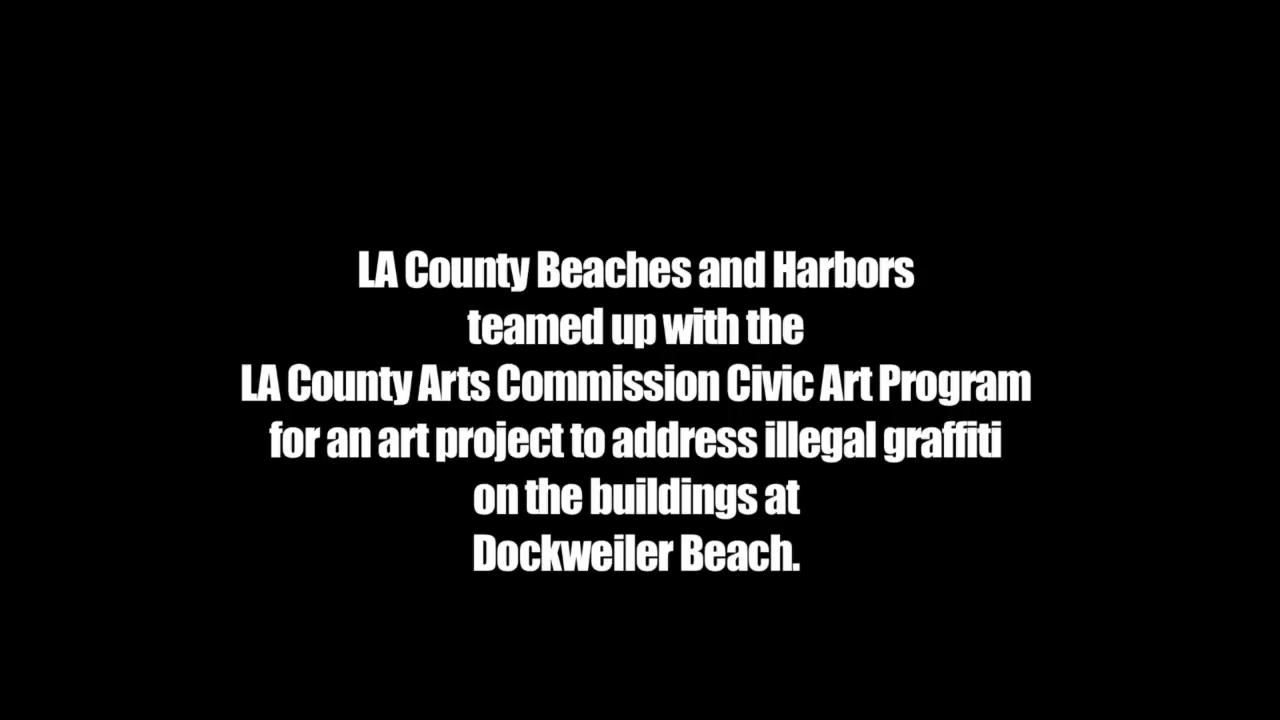 LA County Beaches and Harbors
teamed up with the
LA County Arts Commission Civic Art Program
for an art project to address illegal graffiti
on the buildings at
Dockweiler Beach.